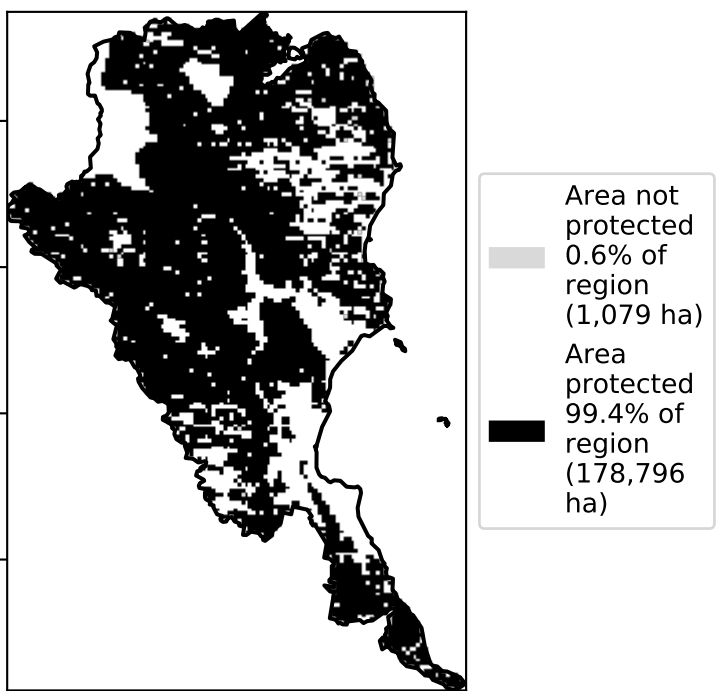 Area not
protected
0.6% of
region
(1,079 ha)
Area
protected
99.4% of
region
(178,796
ha)